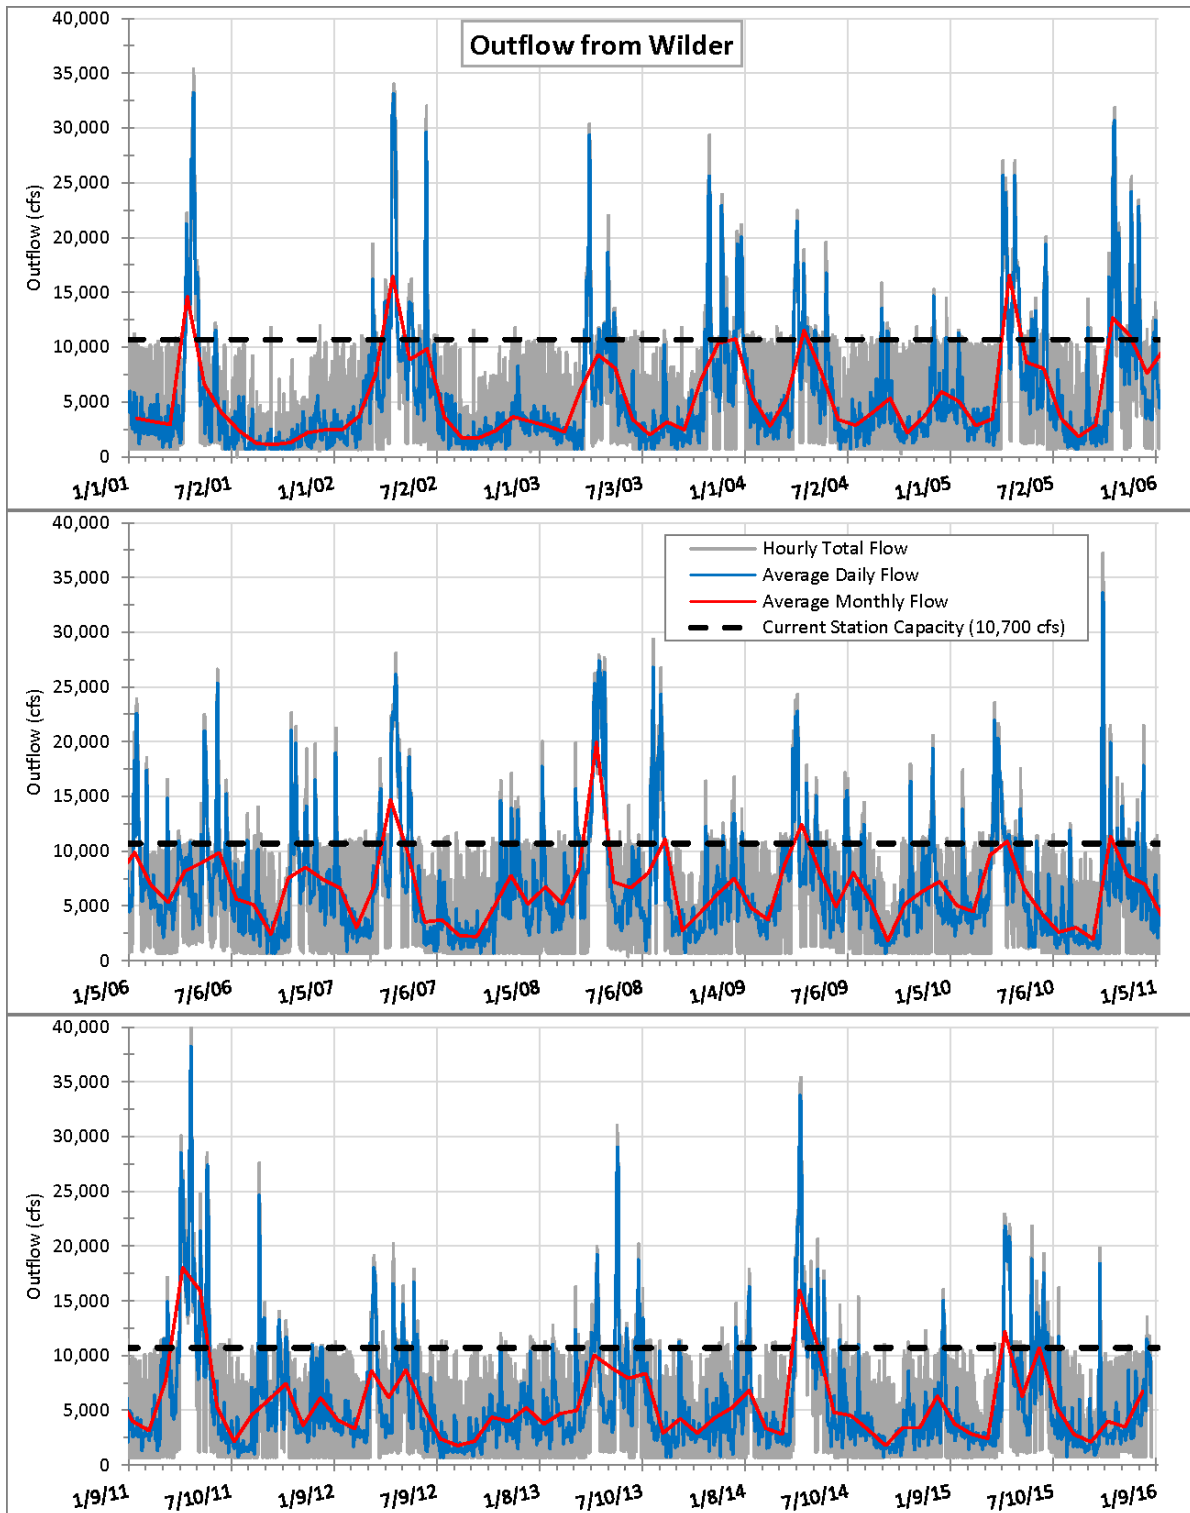 Outflow from Wilder
40,000
35,000
30,000
25,000
20,000
15,000
10,000
5,000
0
Outflow (cfs)
1/1/01 7/2/01 1/1/02 7/2/02 1/1/03 7/3/03 1/1/04 7/2/04 1/1/05 7/2/05 1/1/06
40,000
35,000
30,000
25,000
20,000
15,000
10,000
5,000
0
Outflow (cfs)
Hourly Total Flow
Average Daily Flow
Average Monthly Flow
Current Station Capacity (10,700 cfs)
1/5/06 7/6/06 1/5/07 7/6/07 1/5/08 7/6/08 1/4/09 7/6/09 1/5/10 7/6/10 1/5/11
40,000
35,000
30,000
25,000
20,000
15,000
10,000
5,000
0
Outflow (cfs)
1/9/11 7/10/11 1/9/12 7/9/12 1/8/13 7/10/13 1/8/14 7/10/14 1/9/15 7/10/15 1/9/16